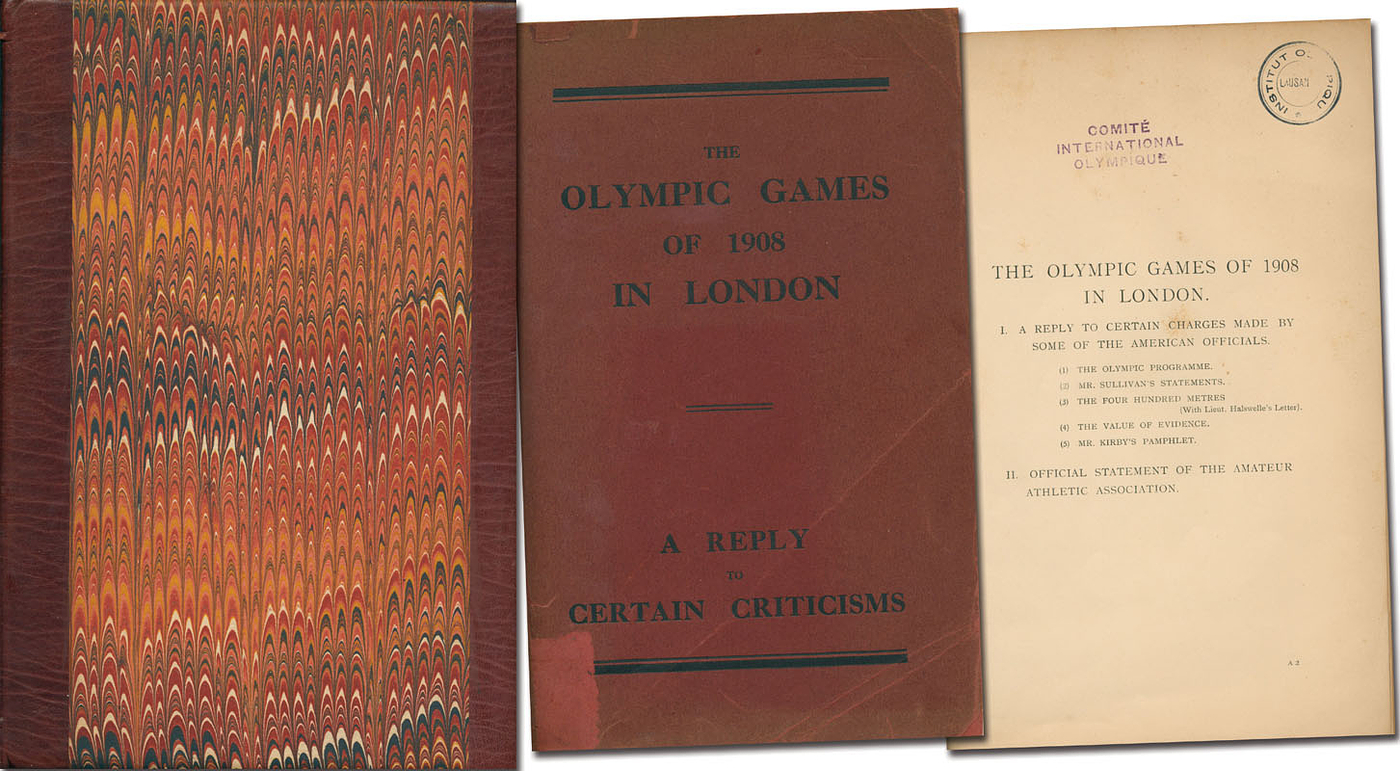 THE
OLYMPIC GAMES
OF 1908
IN LONDON
A REPLY
TO
CERTAIN CRITICISMS
INSTITUT O PIQU
LAUSAN
COMITÉ
INTERNATIONAL
OLYMPIQUE
THE OLYMPIC GAMES OF 1908
IN LONDON.
I. A REPLY TO CERTAIN CHARGES MADE BY
SOME OF THE AMERICAN OFFICIALS.
(1) THE OLYMPIC PROGRAMME.
(2) MR. SULLIVAN'S STATEMENTS.
(3) THE FOUR HUNDRED METRES
(With Lieut. Halswelle's Letter).
(4) THE VALUE OF EVIDENCE.
(5) MR. KIRBY'S PAMPHLET.
II. OFFICIAL STATEMENT OF THE AMATEUR
ATHLETIC ASSOCIATION.
A 2